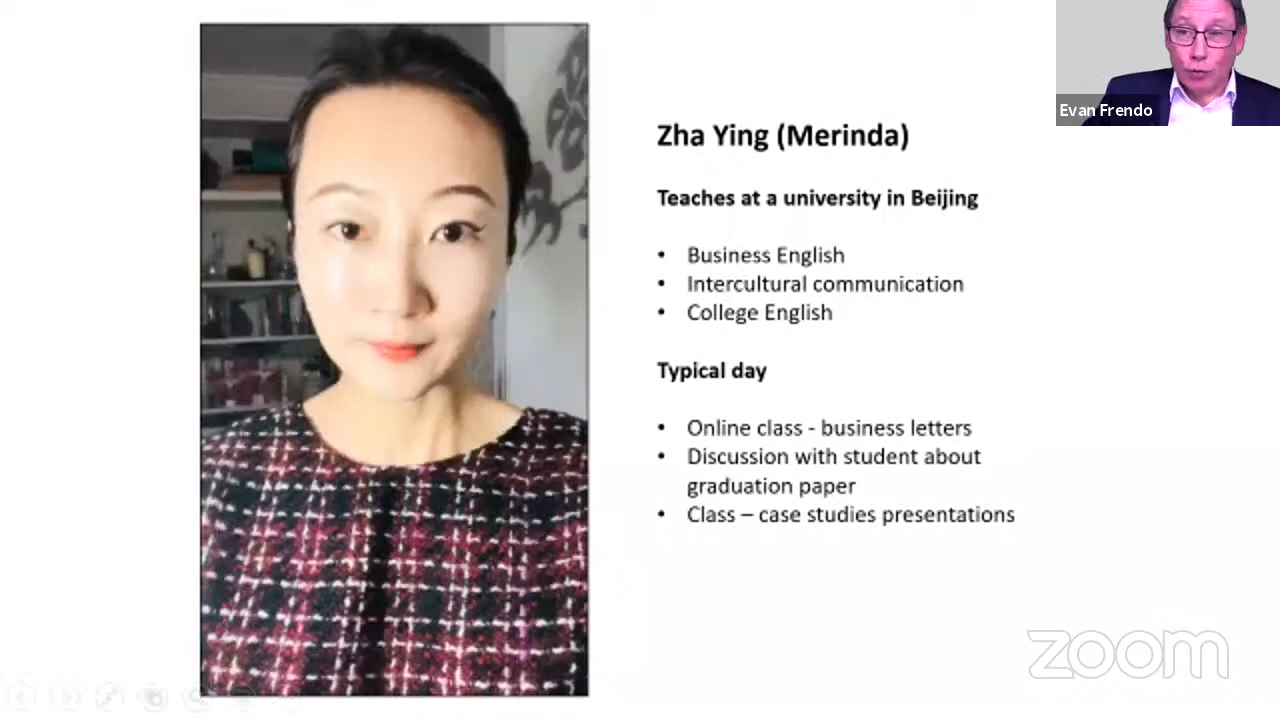 Evan Frendo
Zha Ying (Merinda)
Teaches at a university in Beijing
• Business English
• Intercultural communication
• College English
Typical day
• Online class - business letters
• Discussion with student about
graduation paper
• Class – case studies presentations
zoom